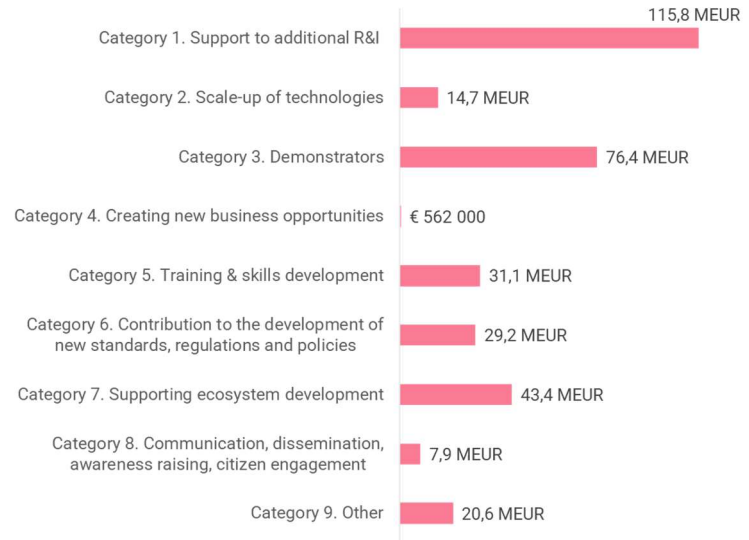 115,8 MEUR
Category 1. Support to additional R&I
Category 2. Scale-up of technologies
14,7 MEUR
Category 3. Demonstrators
76,4 MEUR
Category 4. Creating new business opportunities
€ 562 000
Category 5. Training & skills development
31,1 MEUR
Category 6. Contribution to the development of
new standards, regulations and policies
29,2 MEUR
Category 7. Supporting ecosystem development
43,4 MEUR
Category 8. Communication, dissemination,
awareness raising, citizen engagement
7,9 MEUR
Category 9. Other
20,6 MEUR